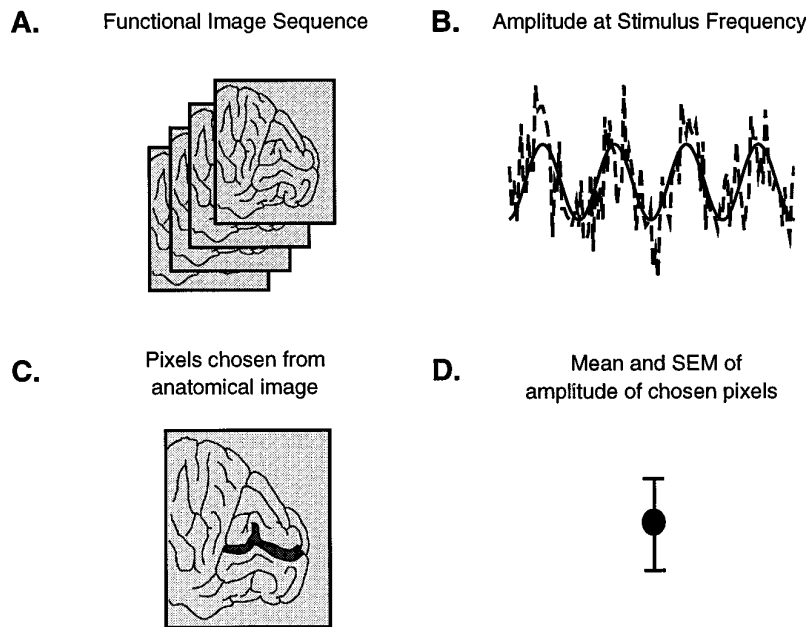 A. Functional Image Sequence
B. Amplitude at Stimulus Frequency
C. Pixels chosen from
anatomical image
D. Mean and SEM of
amplitude of chosen pixels